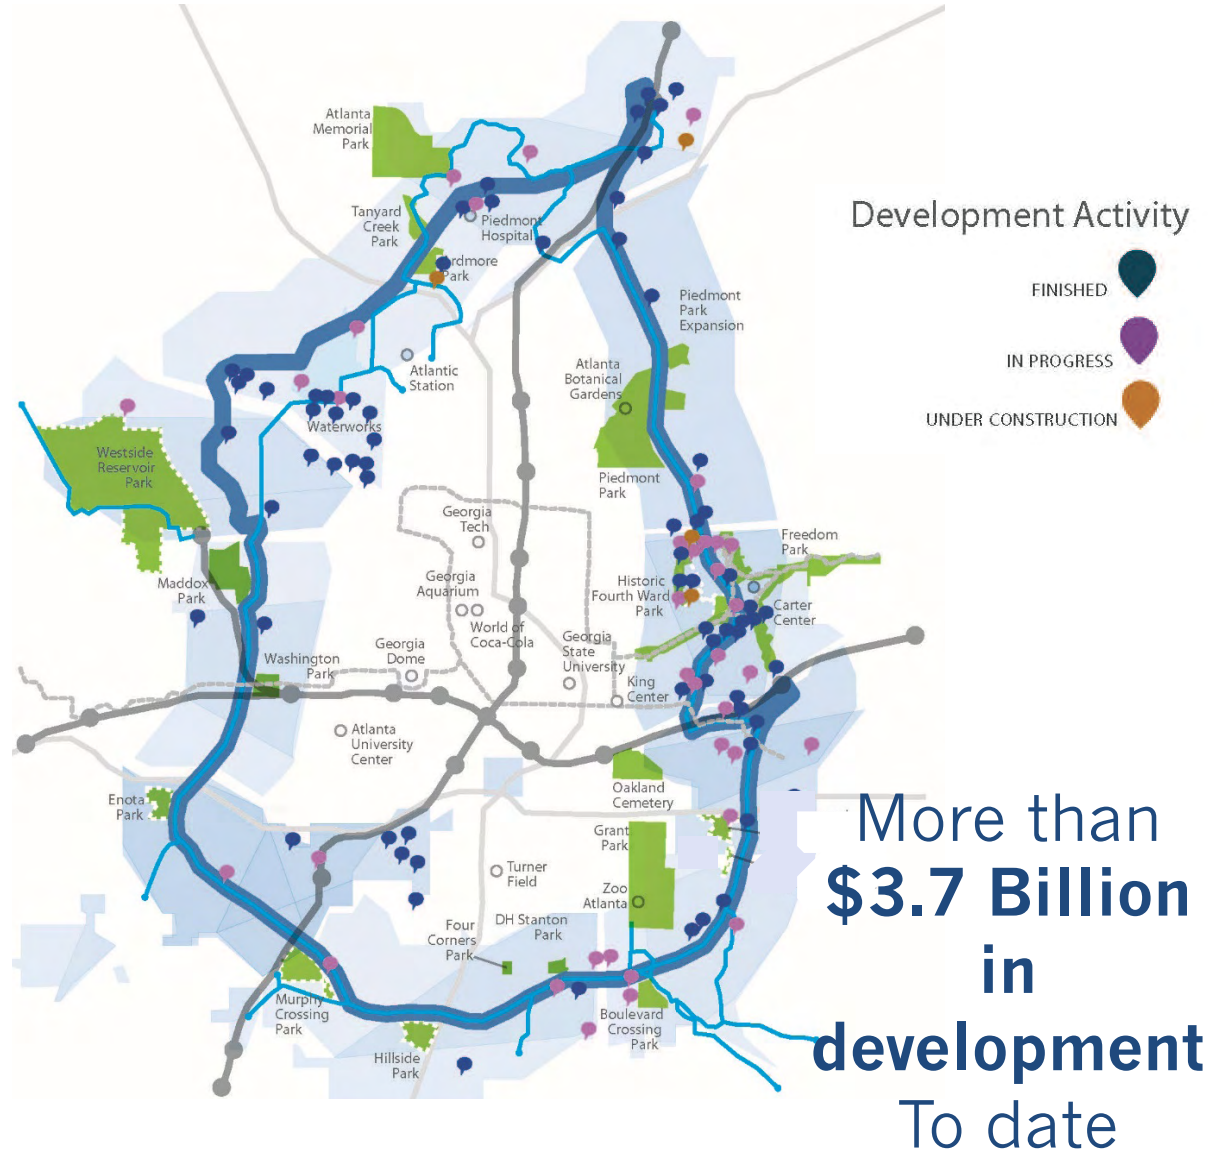 Atlanta
Memorial
Park
Tanyard
Creek
Park
Piedmont
Hospital
Ardmore
Park
Piedmont
Park
Expansion
Atlantic
Station
Atlanta
Botanical
Gardens
Waterworks
Westside
Reservoir
Park
Piedmont
Park
Georgia
Tech
Freedom
Park
Maddox
Park
Georgia
Aquarium
Historic
Fourth Ward
Park
Carter
Center
World of
Coca-Cola
Georgia
State
University
Georgia
Dome
Washington
Park
King
Center
Atlanta
University
Center
Enota
Park
Oakland
Cemetery
Grant
Park
Turner
Field
Zoo
Atlanta
Four
Corners
Park
DH Stanton
Park
Murphy
Crossing
Park
Boulevard
Crossing
Park
Hillside
Park
Development Activity
FINISHED
IN PROGRESS
UNDER CONSTRUCTION
More than
$3.7 Billion
in
development
To date